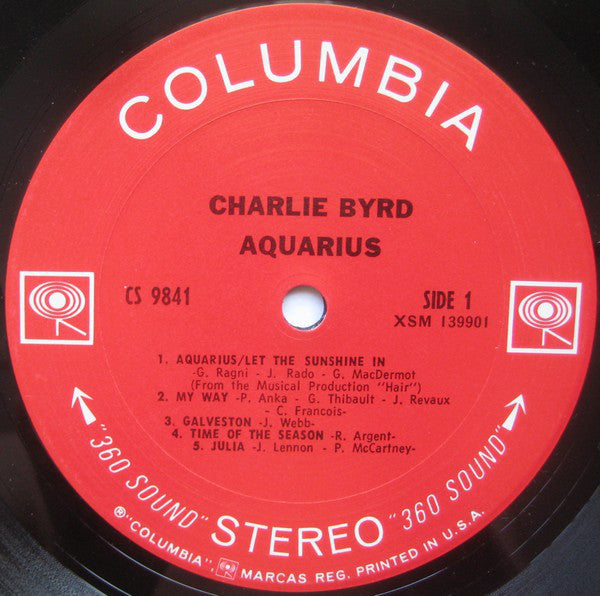 COLUMBIA
CHARLIE BYRD
AQUARIUS
CS 9841
SIDE 1
XSM 139901
1. AQUARIUS/LET THE SUNSHINE IN
-G. Ragni - J. Rado - G. MacDermot
(From the Musical Production "Hair")
2. MY WAY -P. Anka - G. Thibault - J. Revaux
- C. Francois-
3. GALVESTON -J. Webb-
4. TIME OF THE SEASON -R. Argent-
5. JULIA -J. Lennon - P. McCartney-
"360 SOUND" STEREO "360 SOUND"
® "COLUMBIA", MARCAS REG. PRINTED IN U.S.A.